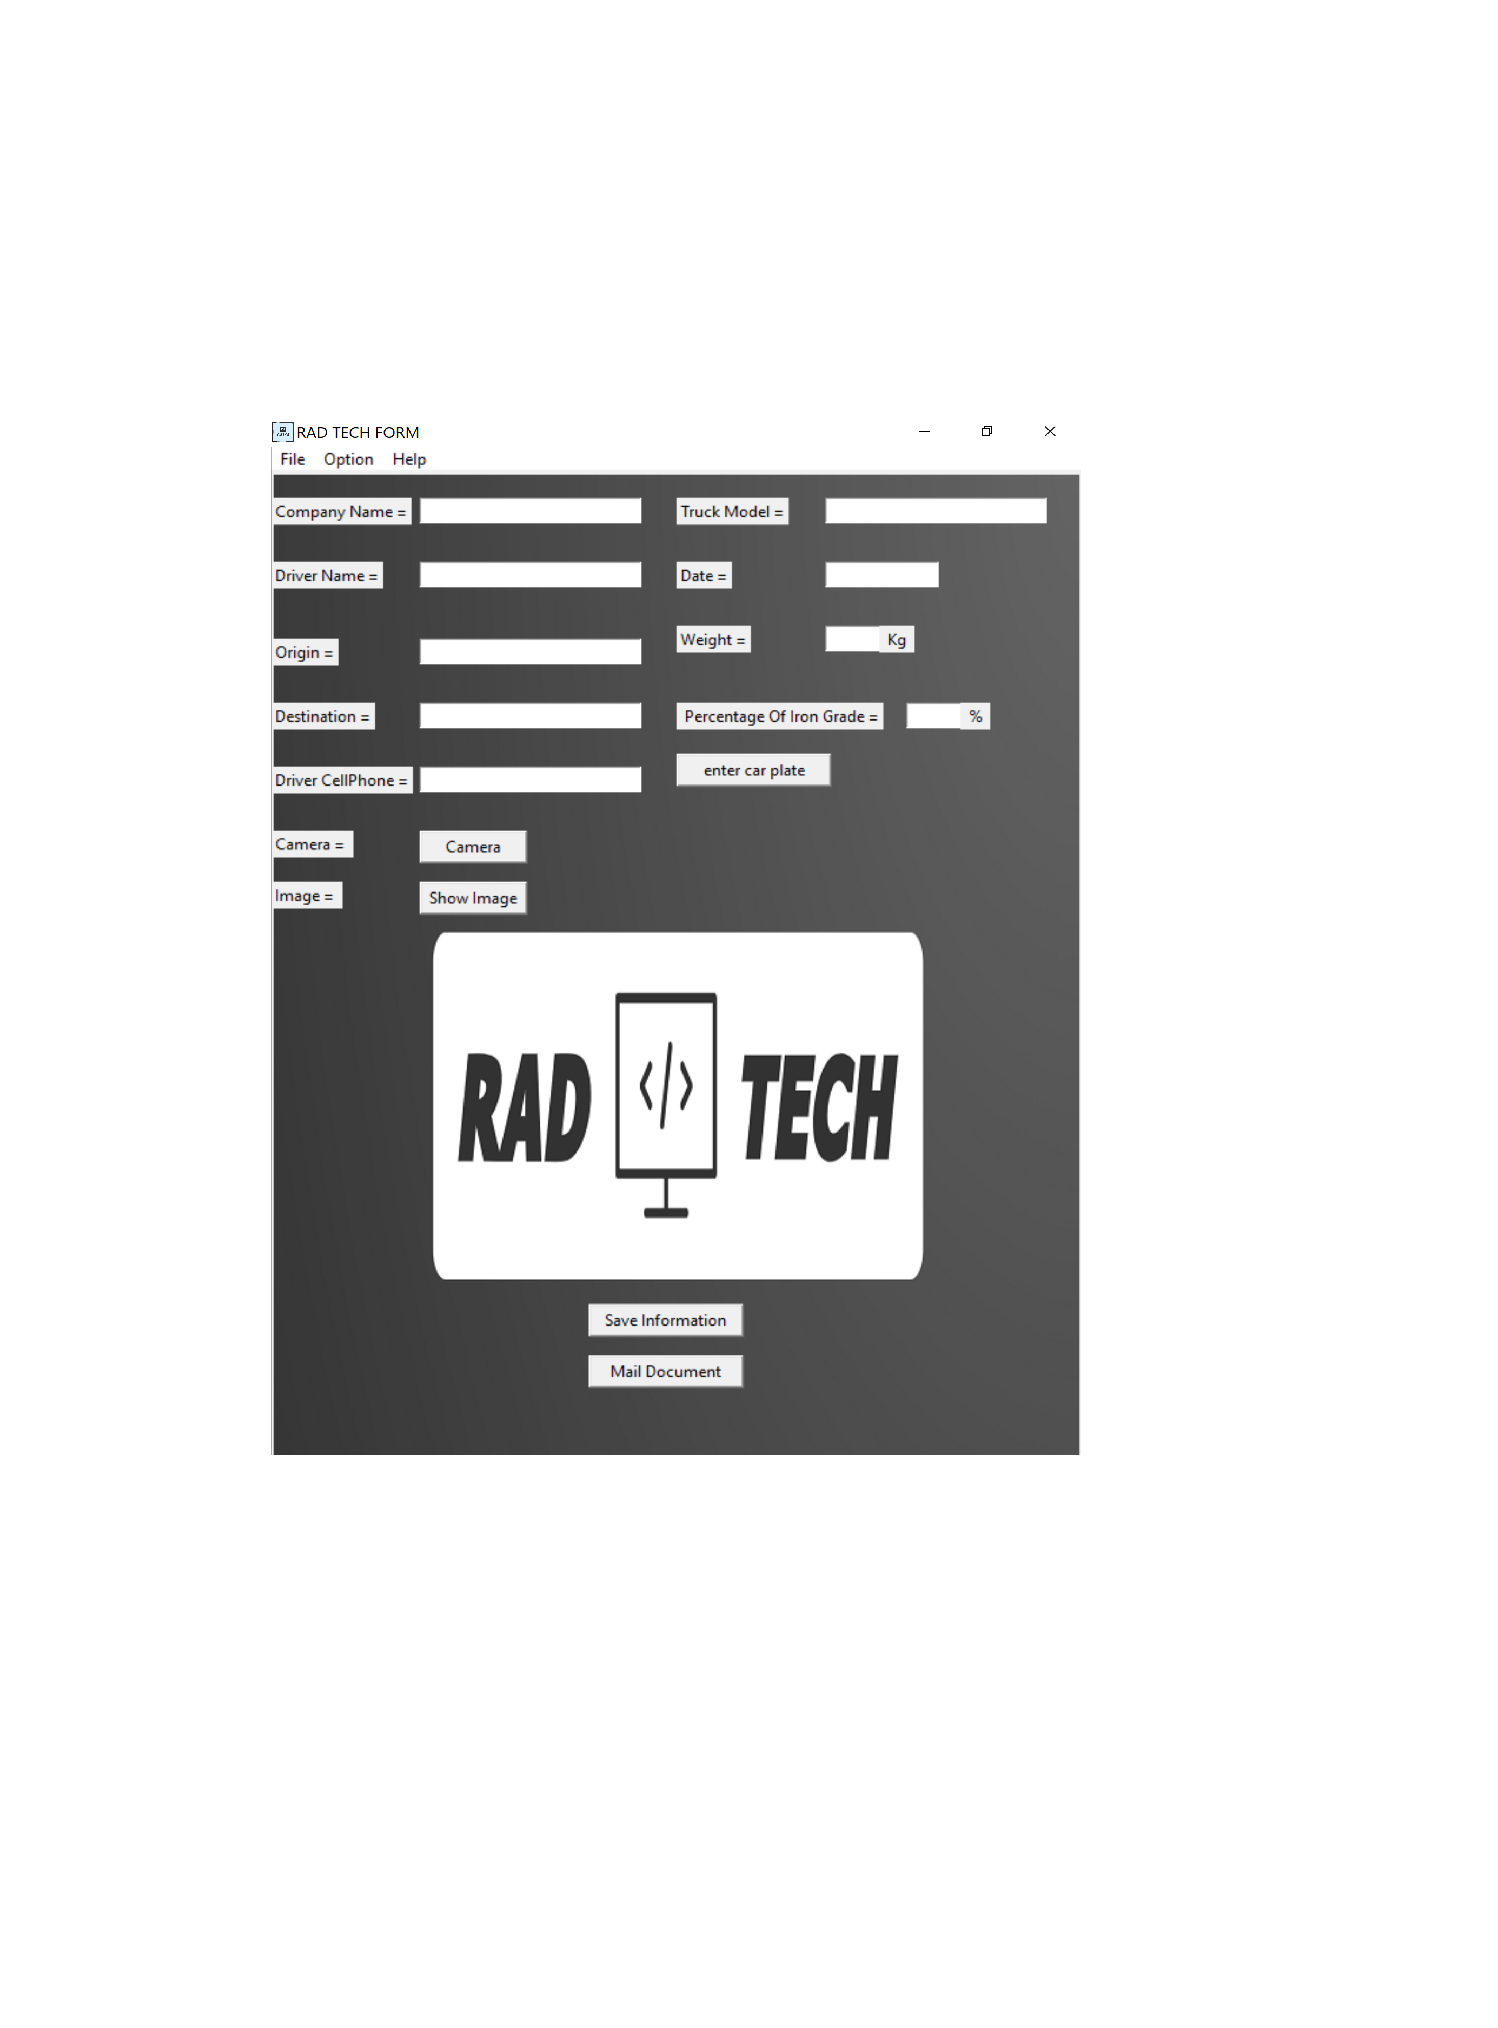 RAD TECH FORM
File Option Help
Company Name =
Truck Model =
Driver Name =
Date =
Weight = Kg
Origin =
Destination =
Percentage Of Iron Grade = %
enter car plate
Driver CellPhone =
Camera = Camera
Image = Show Image
RAD </> TECH
Save Information
Mail Document